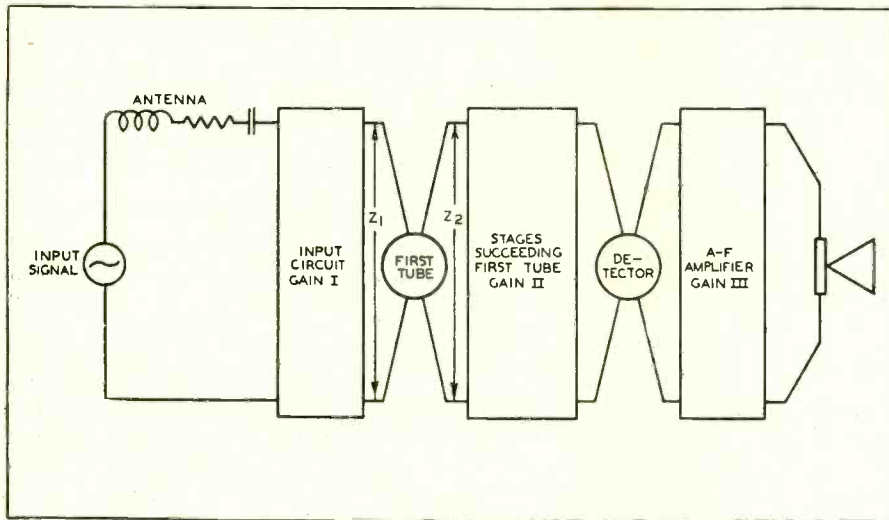 ANTENNA
INPUT
SIGNAL
INPUT
CIRCUIT
GAIN I
Z1
FIRST
TUBE
Z2
STAGES
SUCCEEDING
FIRST TUBE
GAIN II
DE-
TECTOR
A-F
AMPLIFIER
GAIN III